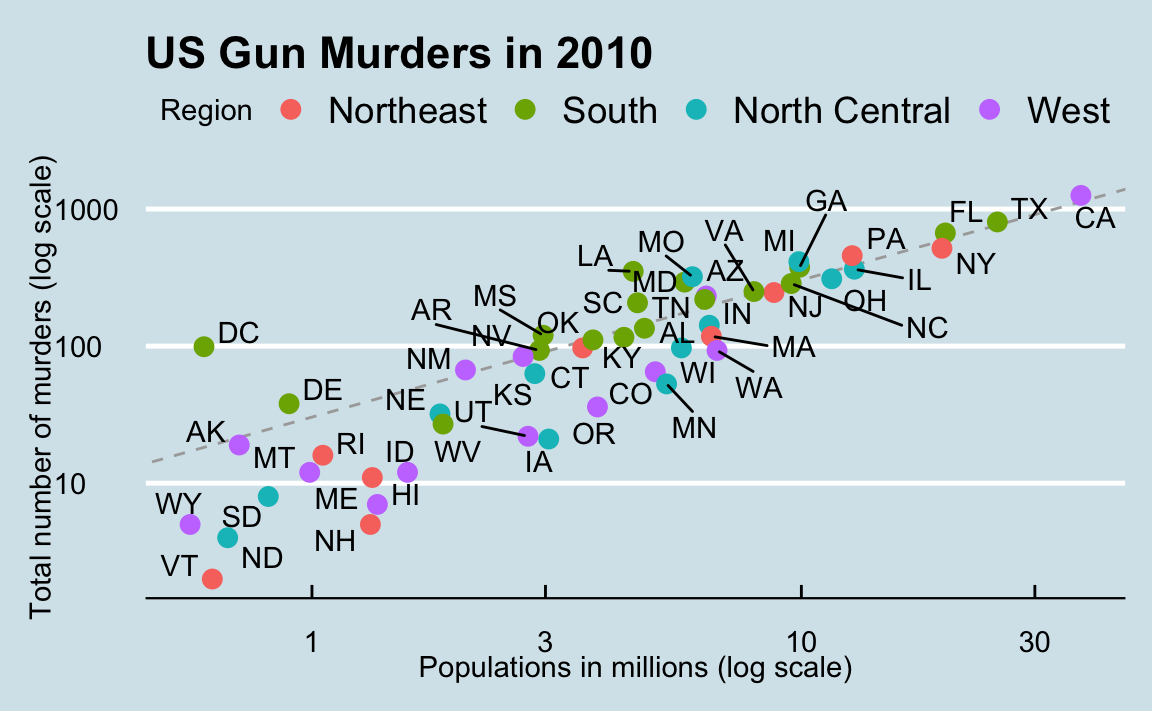 US Gun Murders in 2010
Region Northeast South North Central West
Total number of murders (log scale)
1000
100
10
GA
FL TX
CA
VA
MO MI PA
LA NY
MD AZ IL
MS SC TN OH
AR OK IN NJ NC
DC NV AL MA
NM KY
CT WI WA
DE KS CO
NE UT MN
AK RI OR
MT ID WV IA
WY ME HI
SD NH
VT ND
1 3 10 30
Populations in millions (log scale)